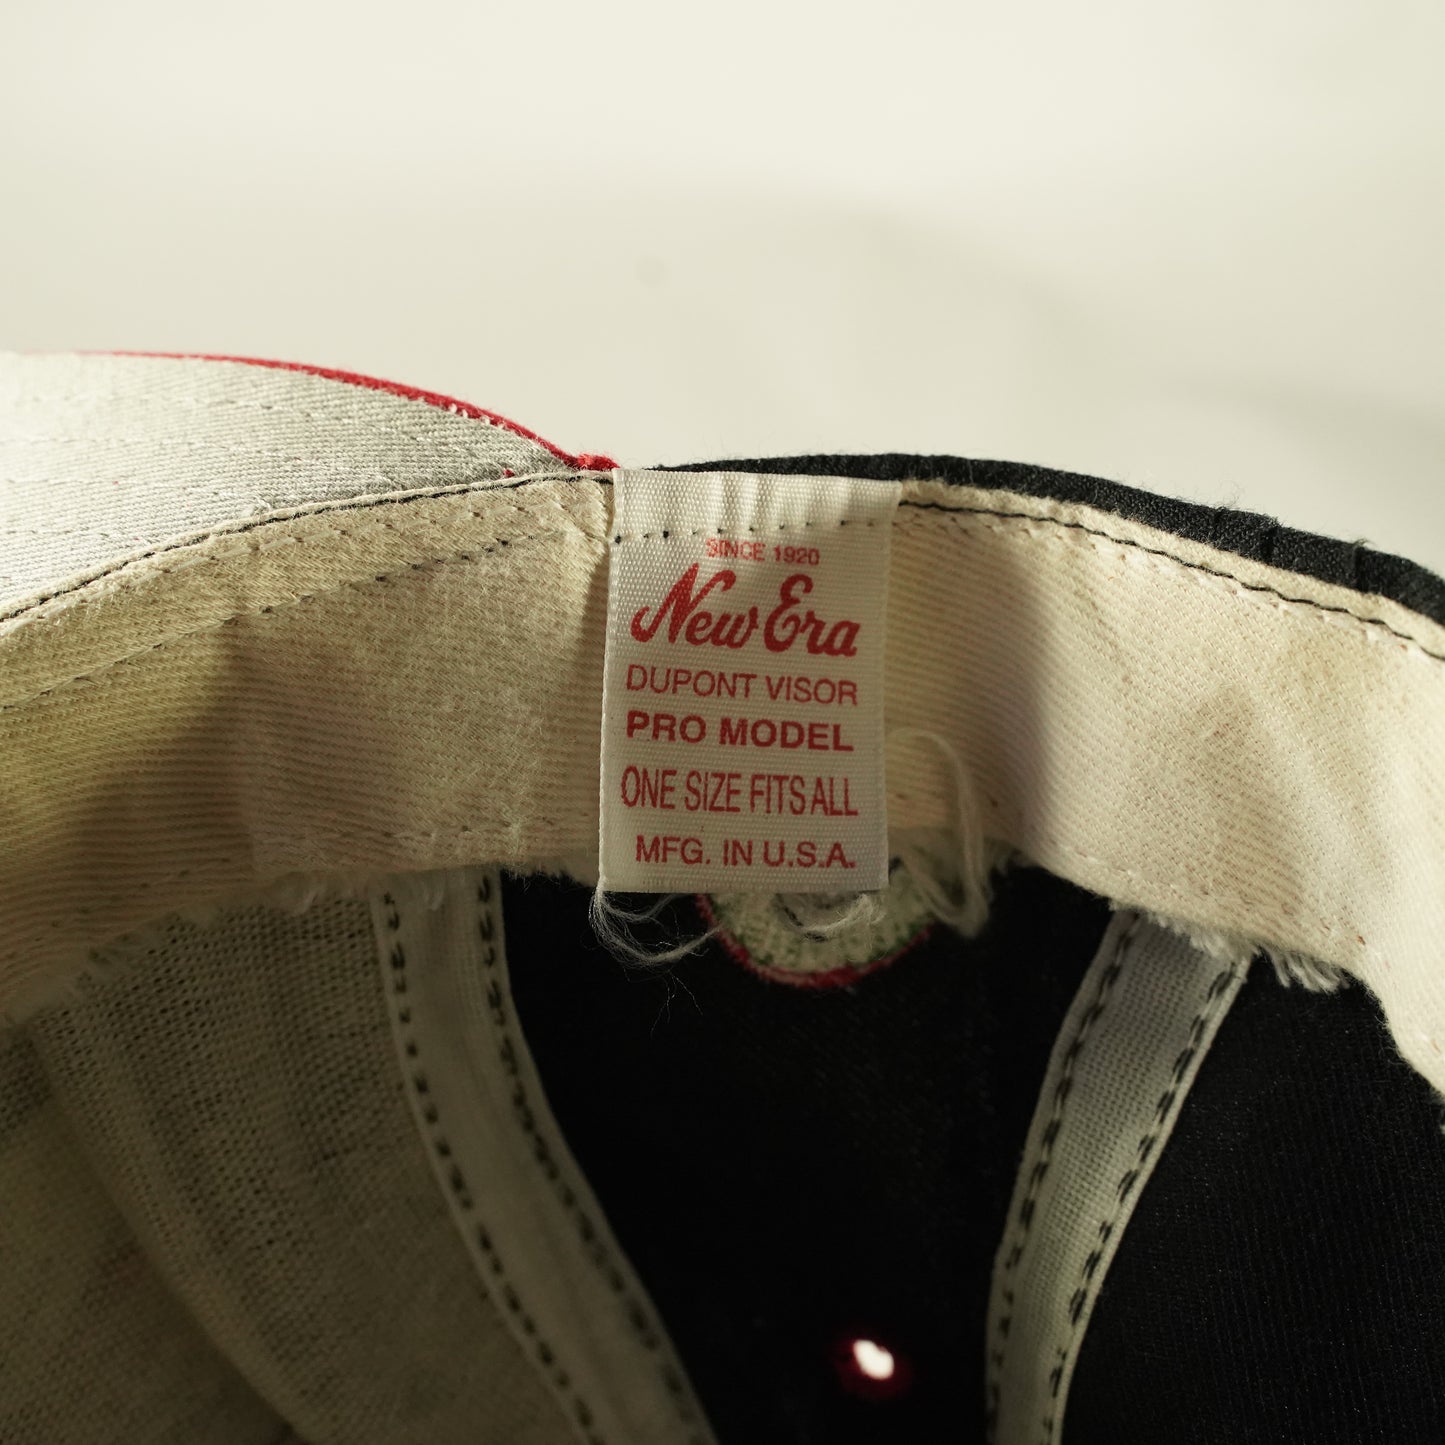 SINCE 1920
New Era
DUPONT VISOR
PRO MODEL
ONE SIZE FITS ALL
MFG. IN U.S.A.